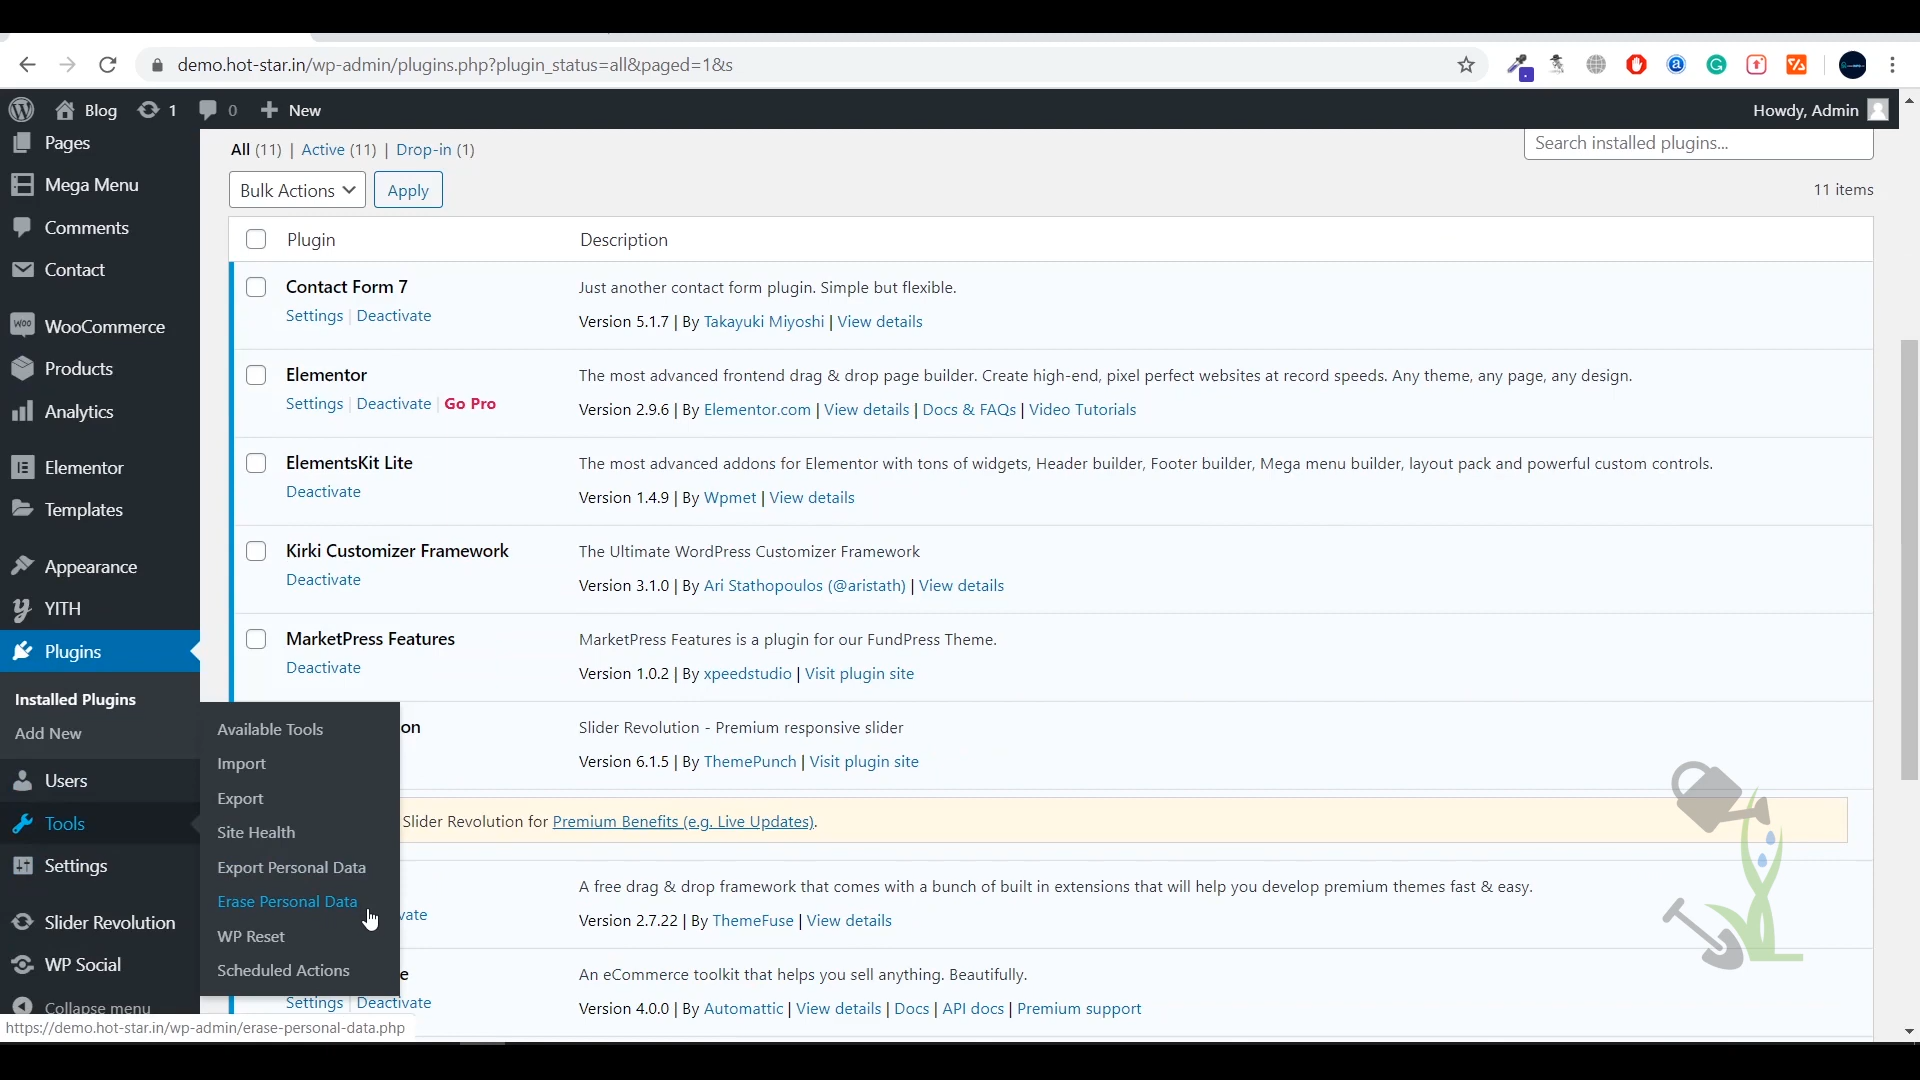 demo.hot-star.in/wp-admin/plugins.php?plugin_status=all&paged=1&s
Blog 1 0 New
Howdy, Admin
Pages
Mega Menu
Comments
Contact
WooCommerce
Products
Analytics
Elementor
Templates
Appearance
YITH
Plugins
Installed Plugins
Add New
Users
Tools
Settings
Slider Revolution
WP Social
Collapse menu
Available Tools
Import
Export
Site Health
Export Personal Data
Erase Personal Data
WP Reset
Scheduled Actions
All (11) | Active (11) | Drop-in (1)
Search installed plugins...
Bulk Actions Apply
11 items
Plugin Description
Contact Form 7
Settings | Deactivate
Just another contact form plugin. Simple but flexible.
Version 5.1.7 | By Takayuki Miyoshi | View details
Elementor
Settings | Deactivate | Go Pro
The most advanced frontend drag & drop page builder. Create high-end, pixel perfect websites at record speeds. Any theme, any page, any design.
Version 2.9.6 | By Elementor.com | View details | Docs & FAQs | Video Tutorials
ElementsKit Lite
Deactivate
The most advanced addons for Elementor with tons of widgets, Header builder, Footer builder, Mega menu builder, layout pack and powerful custom controls.
Version 1.4.9 | By Wpmet | View details
Kirki Customizer Framework
Deactivate
The Ultimate WordPress Customizer Framework
Version 3.1.0 | By Ari Stathopoulos (@aristath) | View details
MarketPress Features
Deactivate
MarketPress Features is a plugin for our FundPress Theme.
Version 1.0.2 | By xpeedstudio | Visit plugin site
on
Slider Revolution - Premium responsive slider
Version 6.1.5 | By ThemePunch | Visit plugin site
Slider Revolution for Premium Benefits (e.g. Live Updates).
vate
A free drag & drop framework that comes with a bunch of built in extensions that will help you develop premium themes fast & easy.
Version 2.7.22 | By ThemeFuse | View details
e
Settings | Deactivate
An eCommerce toolkit that helps you sell anything. Beautifully.
Version 4.0.0 | By Automattic | View details | Docs | API docs | Premium support
https://demo.hot-star.in/wp-admin/erase-personal-data.php